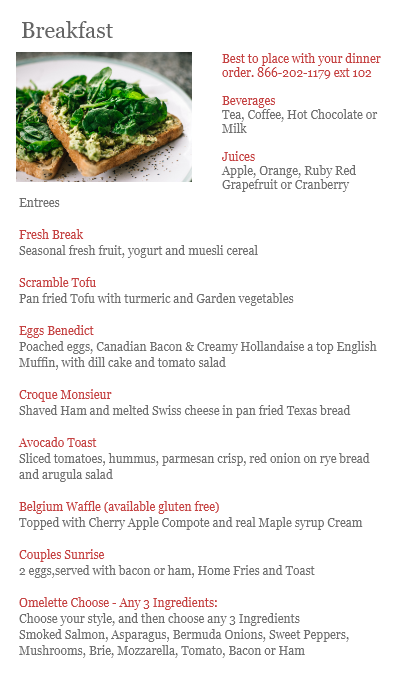 Breakfast
Best to place with your dinner
order. 866-202-1179 ext 102
Beverages
Tea, Coffee, Hot Chocolate or
Milk
Juices
Apple, Orange, Ruby Red
Grapefruit or Cranberry
Entrees
Fresh Break
Seasonal fresh fruit, yogurt and muesli cereal
Scramble Tofu
Pan fried Tofu with turmeric and Garden vegetables
Eggs Benedict
Poached eggs, Canadian Bacon & Creamy Hollandaise a top English
Muffin, with dill cake and tomato salad
Croque Monsieur
Shaved Ham and melted Swiss cheese in pan fried Texas bread
Avocado Toast
Sliced tomatoes, hummus, parmesan crisp, red onion on rye bread
and arugula salad
Belgium Waffle (available gluten free)
Topped with Cherry Apple Compote and real Maple syrup Cream
Couples Sunrise
2 eggs,served with bacon or ham, Home Fries and Toast
Omelette Choose - Any 3 Ingredients:
Choose your style, and then choose any 3 Ingredients
Smoked Salmon, Asparagus, Bermuda Onions, Sweet Peppers,
Mushrooms, Brie, Mozzarella, Tomato, Bacon or Ham